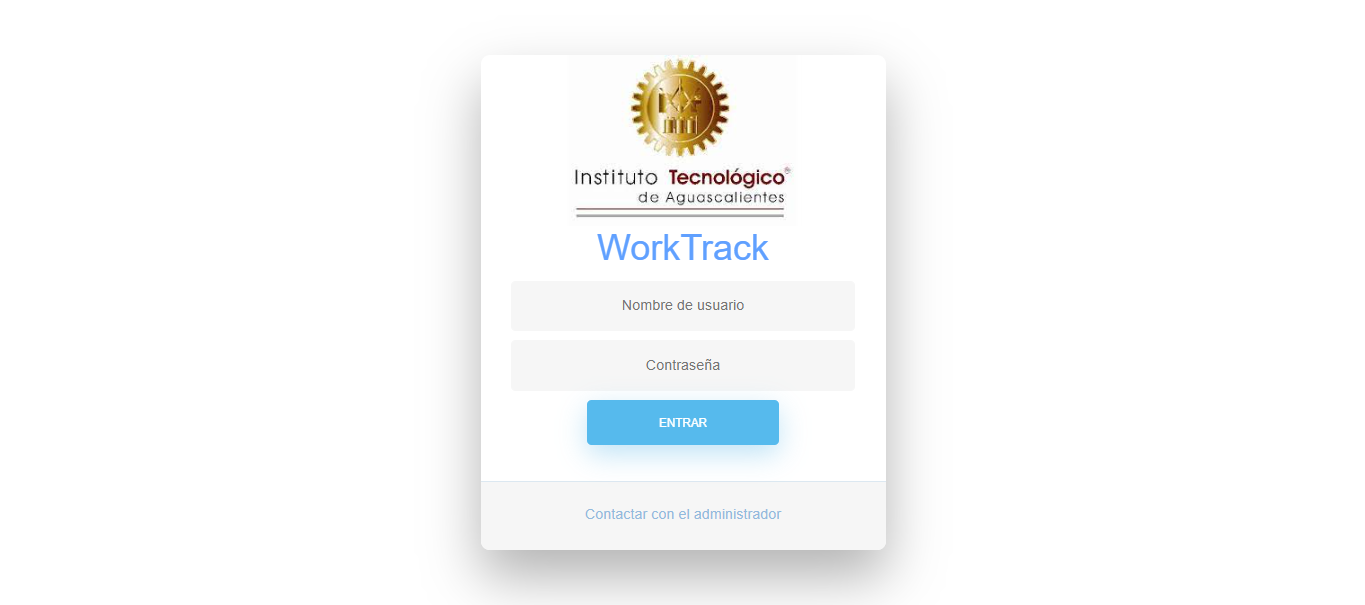 Instituto Tecnológico®
de Aguascalientes
WorkTrack
Nombre de usuario
Contraseña
ENTRAR
Contactar con el administrador